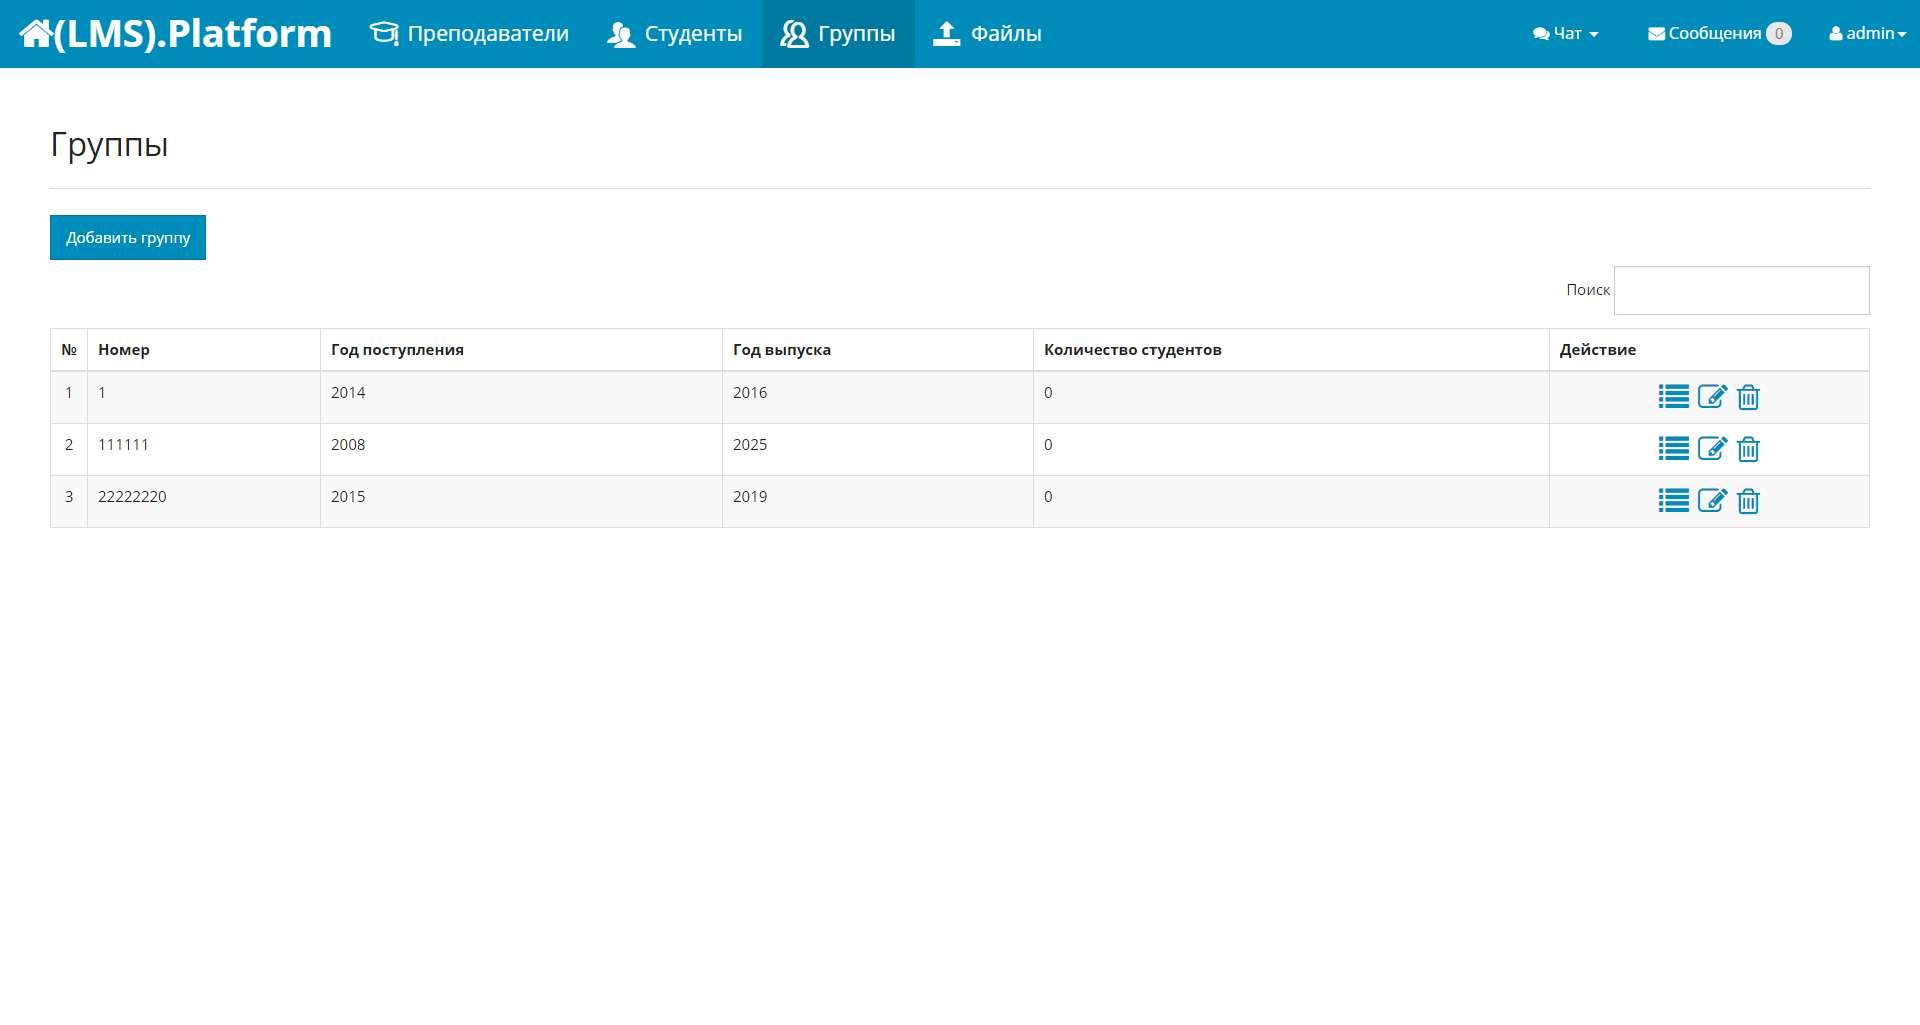 (LMS).Platform Преподаватели Студенты Группы Файлы Чат Сообщения 0 admin
Группы
Добавить группу
Поиск
№ Номер Год поступления Год выпуска Количество студентов Действие
1 1 2014 2016 0
2 111111 2008 2025 0
3 22222220 2015 2019 0